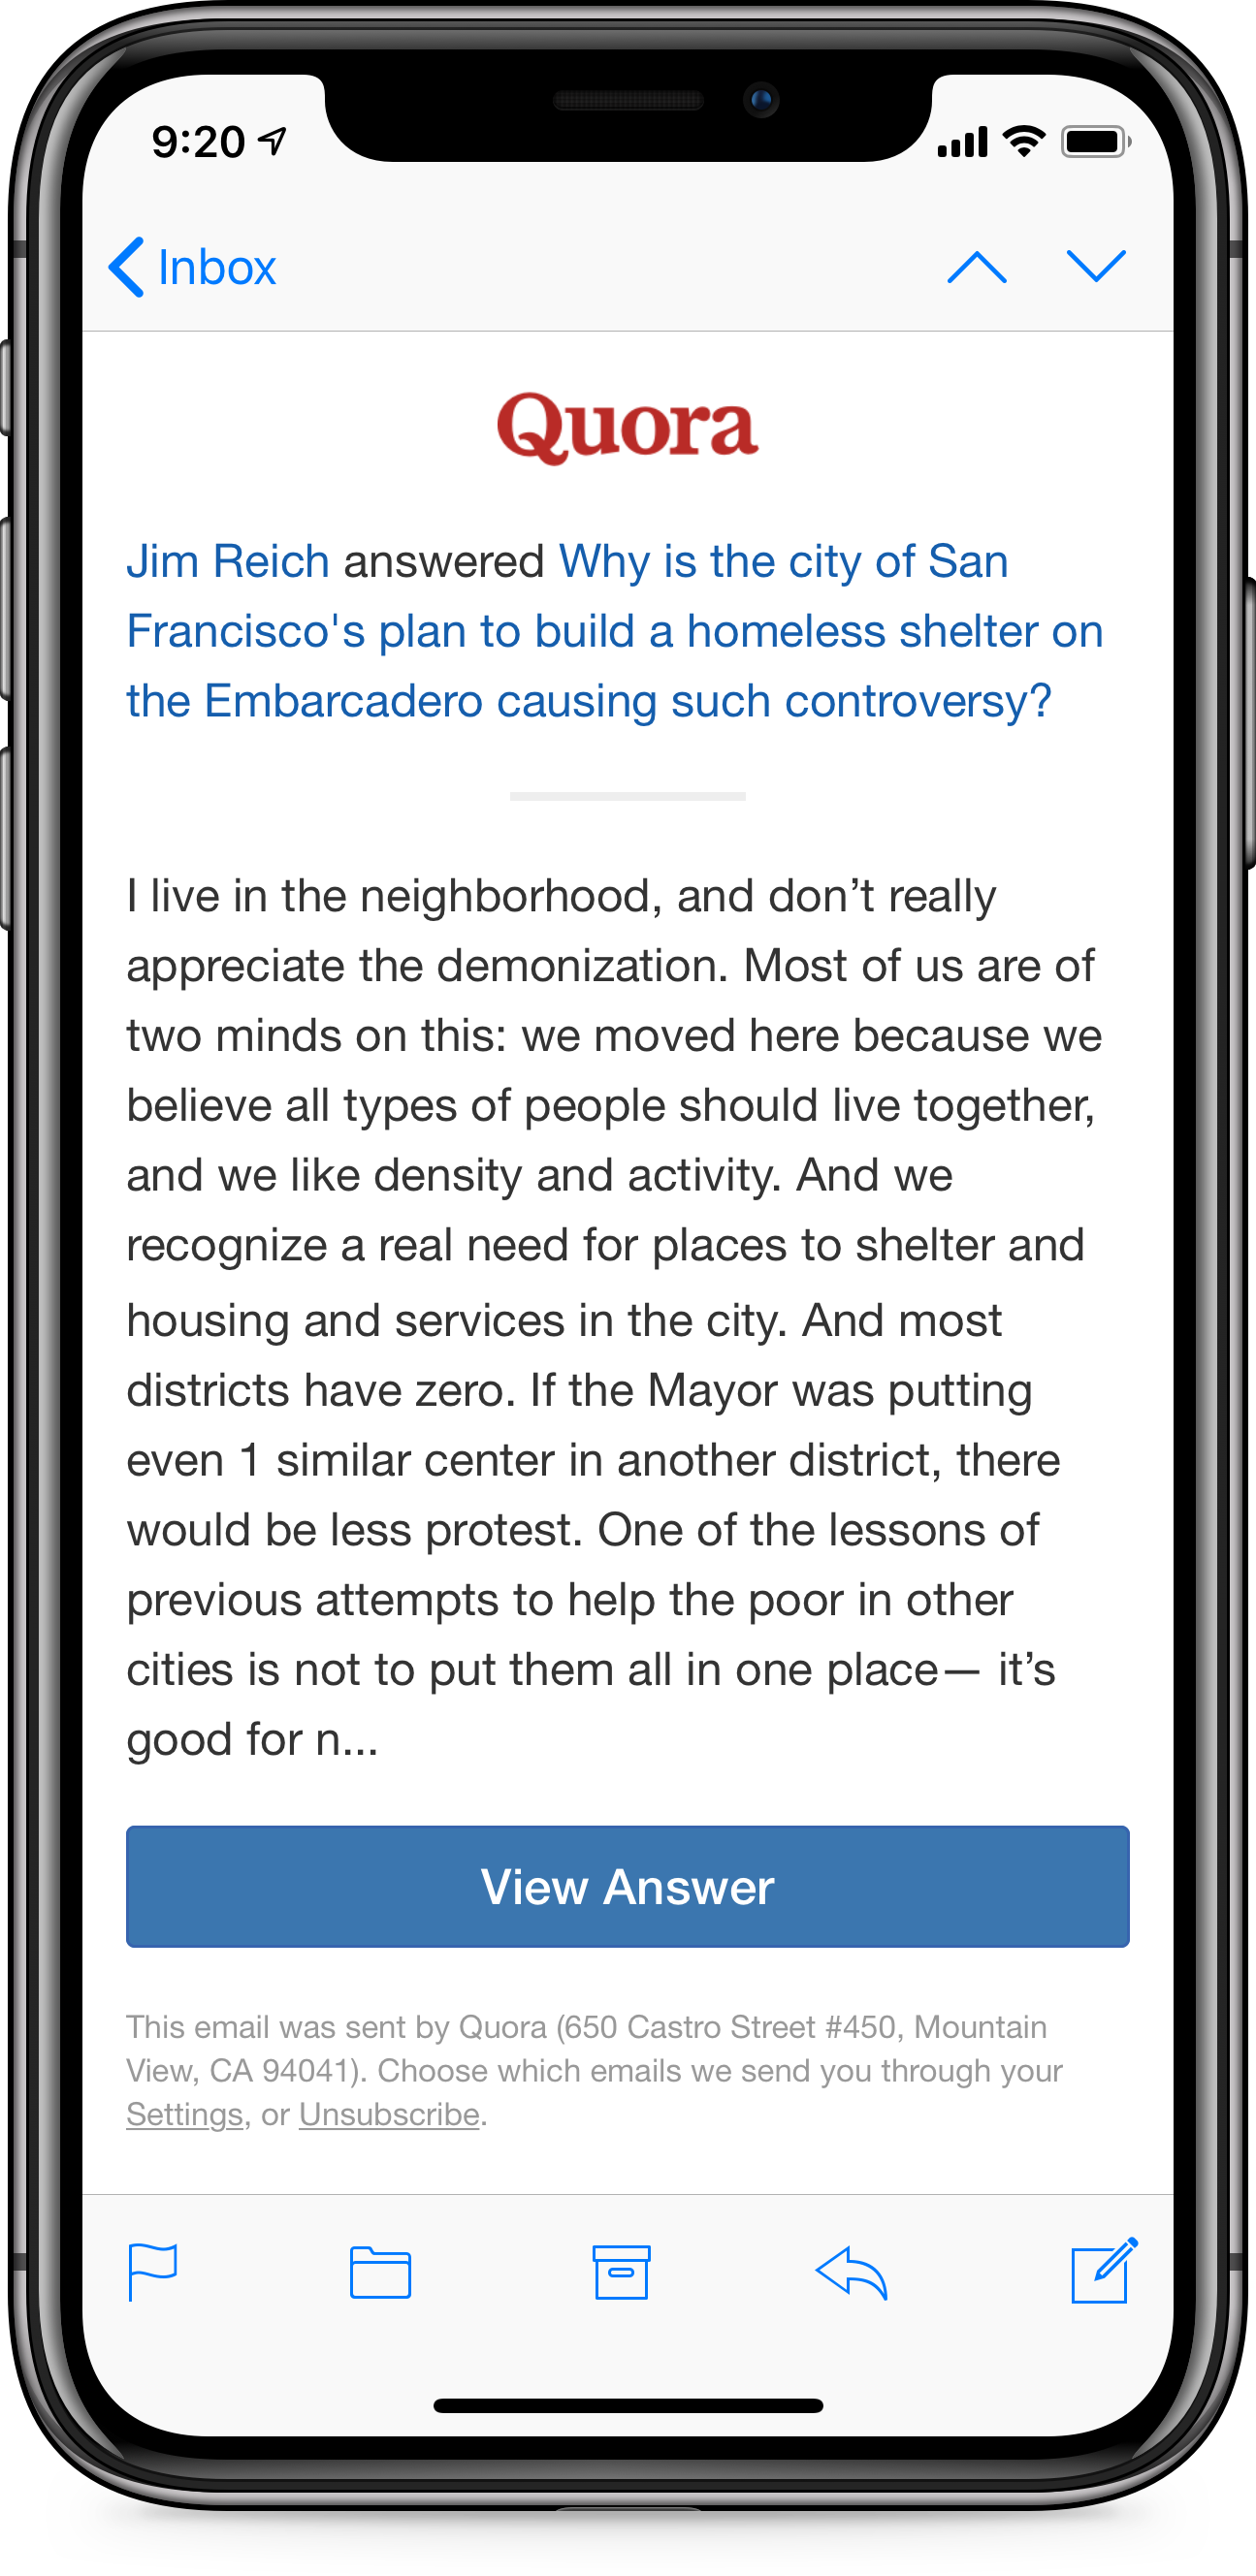 9:20
Inbox
Quora
Jim Reich answered Why is the city of San
Francisco's plan to build a homeless shelter on
the Embarcadero causing such controversy?
I live in the neighborhood, and don’t really
appreciate the demonization. Most of us are of
two minds on this: we moved here because we
believe all types of people should live together,
and we like density and activity. And we
recognize a real need for places to shelter and
housing and services in the city. And most
districts have zero. If the Mayor was putting
even 1 similar center in another district, there
would be less protest. One of the lessons of
previous attempts to help the poor in other
cities is not to put them all in one place— it’s
good for n...
View Answer
This email was sent by Quora (650 Castro Street #450, Mountain
View, CA 94041). Choose which emails we send you through your
Settings, or Unsubscribe.